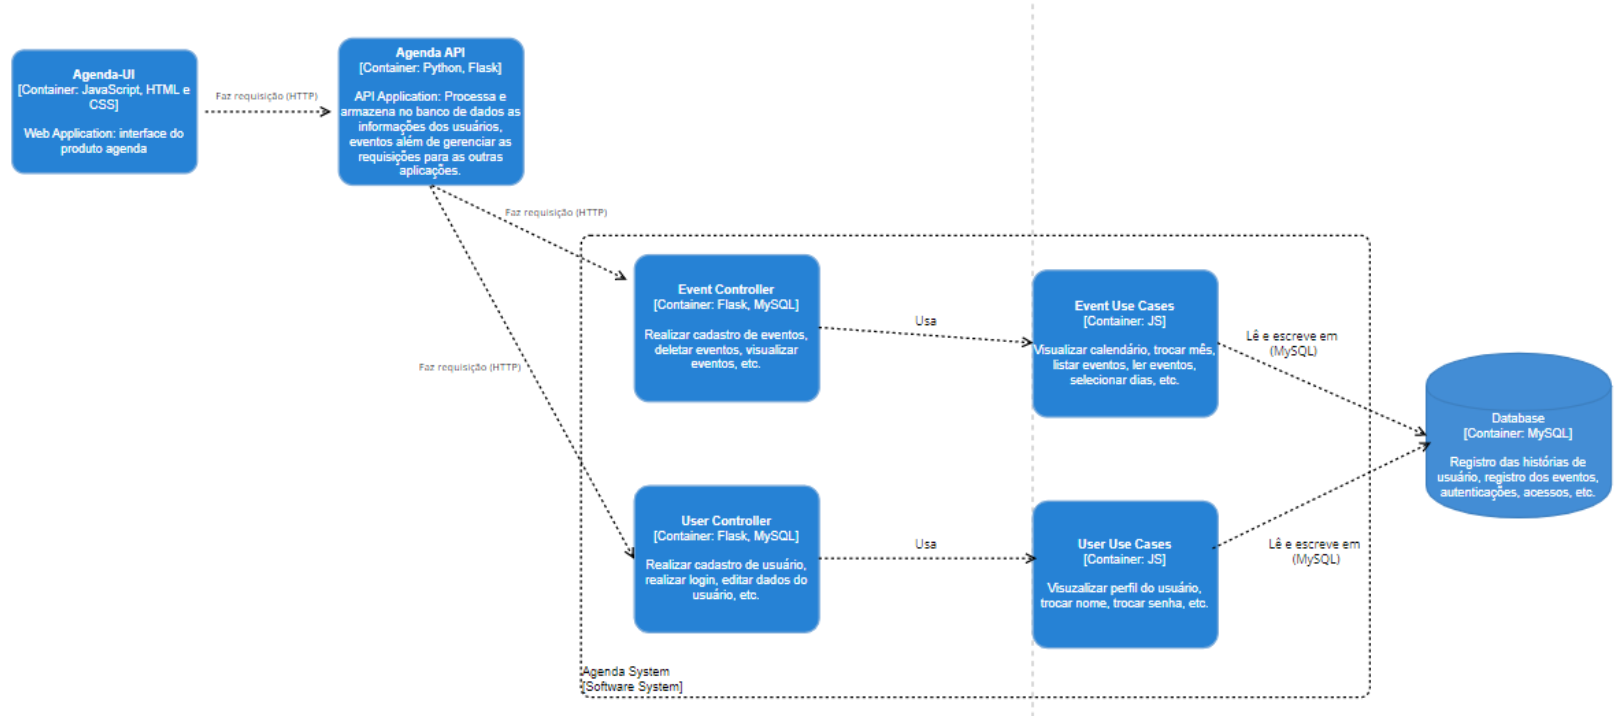 Agenda-UI
[Container: JavaScript, HTML e
CSS]
Web Application: interface do
produto agenda
Faz requisição (HTTP)
Agenda API
[Container: Python, Flask]
API Application: Processa e
armazena no banco de dados as
informações dos usuários,
eventos além de gerenciar as
requisições para as outras
aplicações.
Faz requisição (HTTP)
Faz requisição (HTTP)
Event Controller
[Container: Flask, MySQL]
Realizar cadastro de eventos,
deletar eventos, visualizar
eventos, etc.
Usa
Event Use Cases
[Container: JS]
Visualizar calendário, trocar mês,
listar eventos, ler eventos,
selecionar dias, etc.
Lê e escreve em
(MySQL)
Database
[Container: MySQL]
Registro das histórias de
usuário, registro dos eventos,
autenticações, acessos, etc.
User Controller
[Container: Flask, MySQL]
Realizar cadastro de usuário,
realizar login, editar dados do
usuário, etc.
Usa
User Use Cases
[Container: JS]
Visuzalizar perfil do usuário,
trocar nome, trocar senha, etc.
Lê e escreve em
(MySQL)
Agenda System
[Software System]